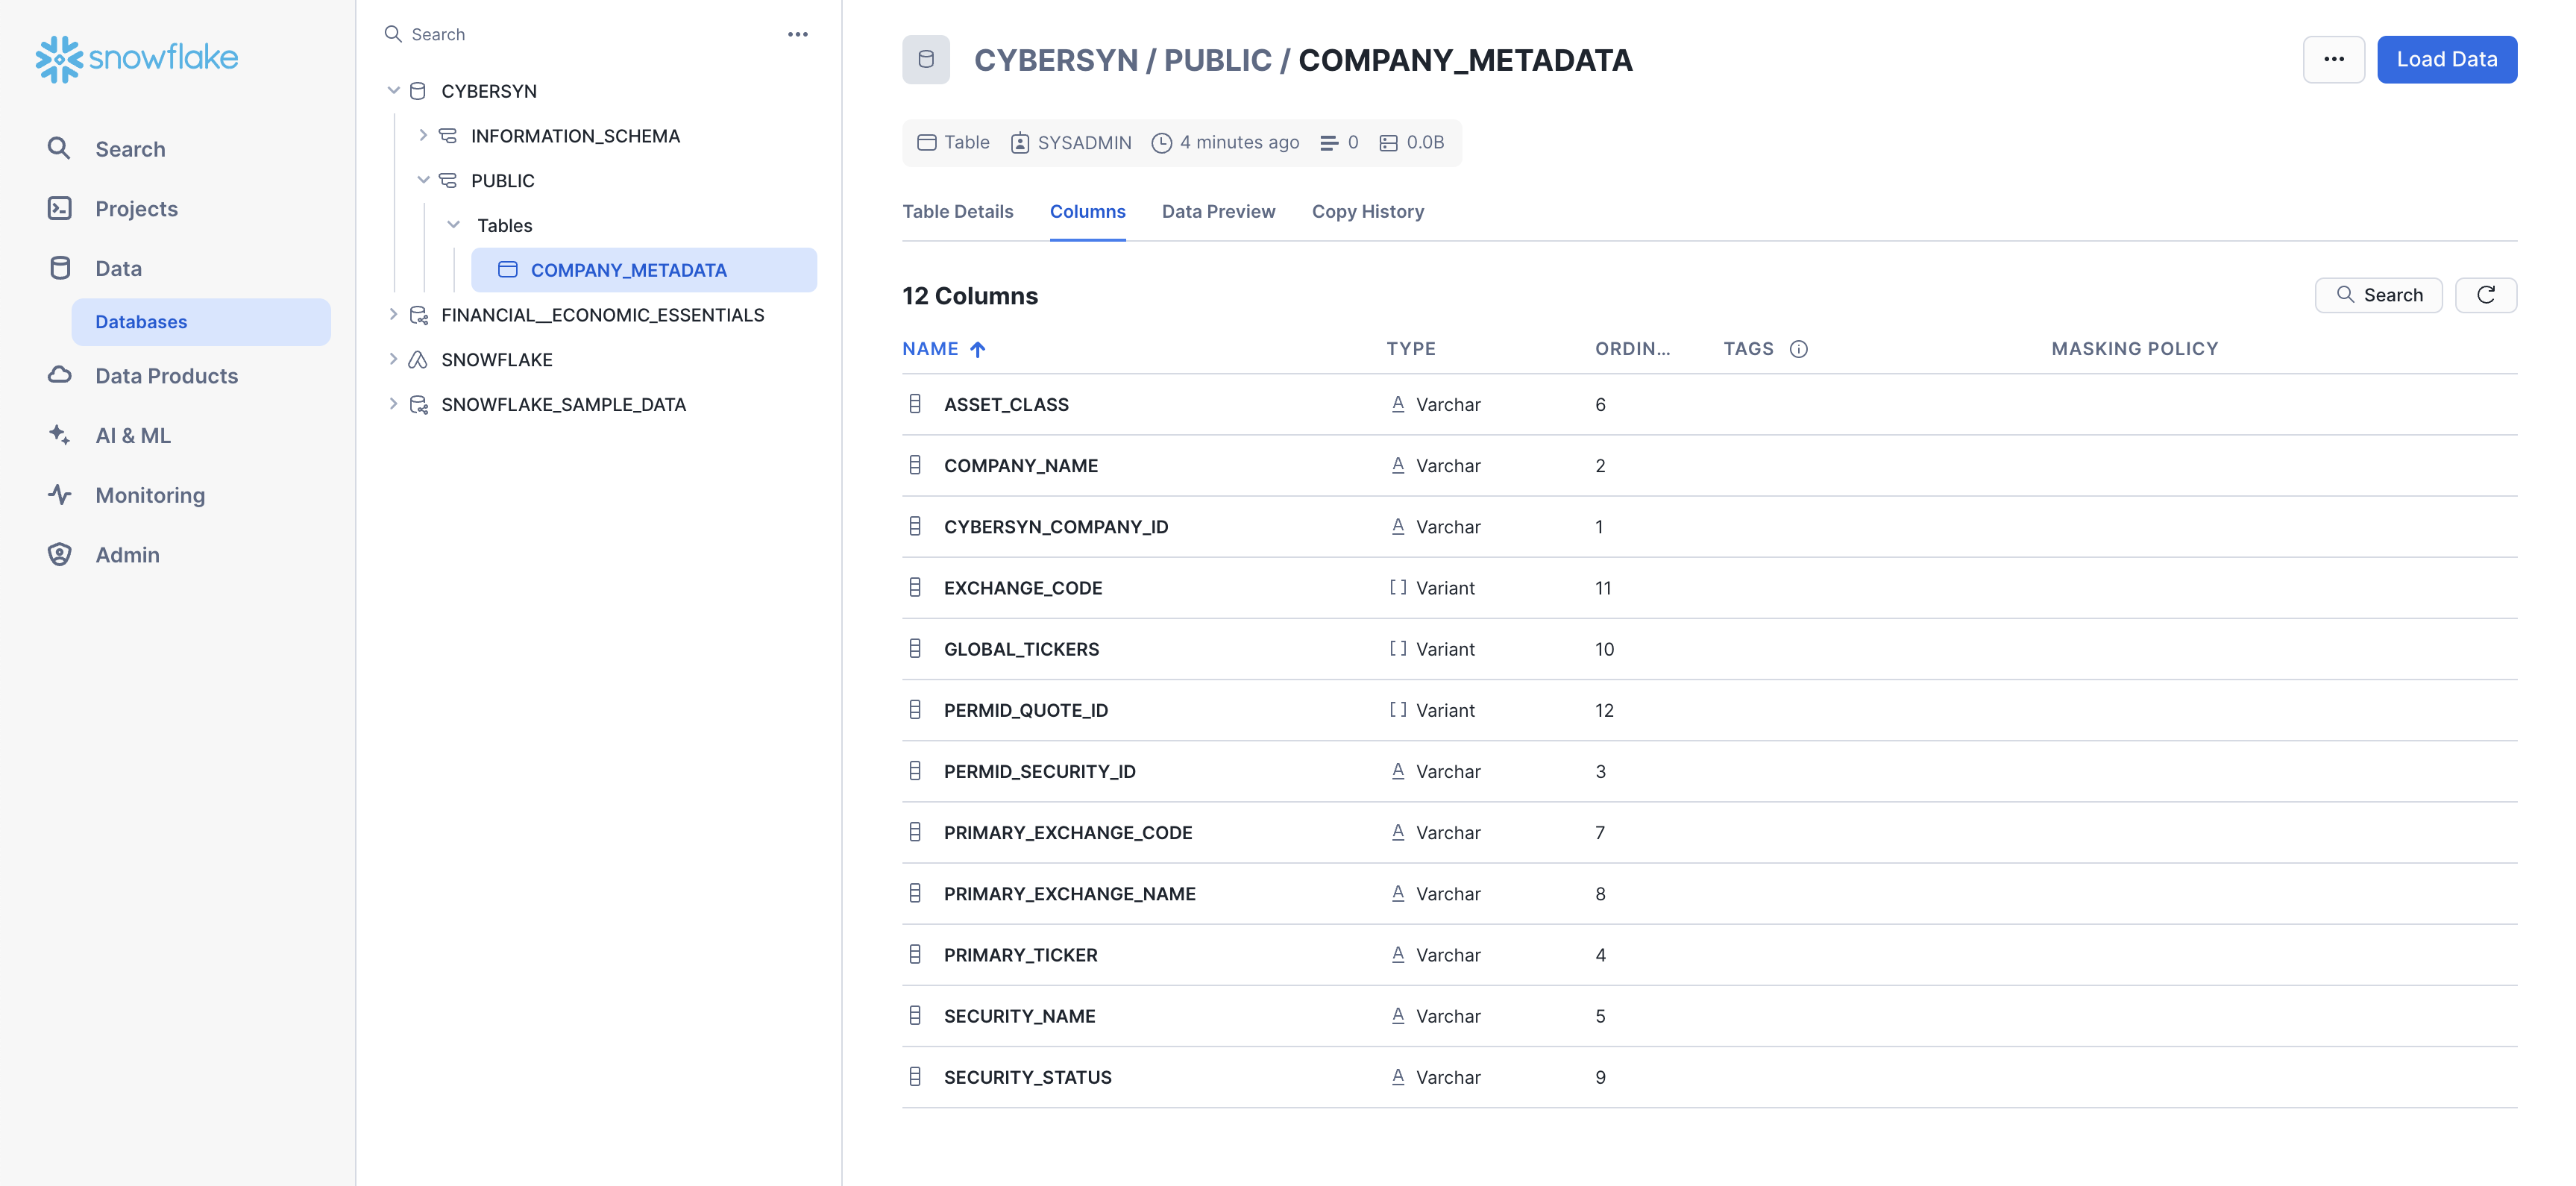 snowflake
Search
Projects
Data
Databases
Data Products
AI & ML
Monitoring
Admin
Search
CYBERSYN
INFORMATION_SCHEMA
PUBLIC
Tables
COMPANY_METADATA
FINANCIAL__ECONOMIC_ESSENTIALS
SNOWFLAKE
SNOWFLAKE_SAMPLE_DATA
CYBERSYN / PUBLIC / COMPANY_METADATA
Load Data
Table SYSADMIN 4 minutes ago 0 0.0B
Table Details Columns Data Preview Copy History
12 Columns
Search
NAME TYPE ORDIN... TAGS MASKING POLICY
ASSET_CLASS Varchar 6
COMPANY_NAME Varchar 2
CYBERSYN_COMPANY_ID Varchar 1
EXCHANGE_CODE Variant 11
GLOBAL_TICKERS Variant 10
PERMID_QUOTE_ID Variant 12
PERMID_SECURITY_ID Varchar 3
PRIMARY_EXCHANGE_CODE Varchar 7
PRIMARY_EXCHANGE_NAME Varchar 8
PRIMARY_TICKER Varchar 4
SECURITY_NAME Varchar 5
SECURITY_STATUS Varchar 9